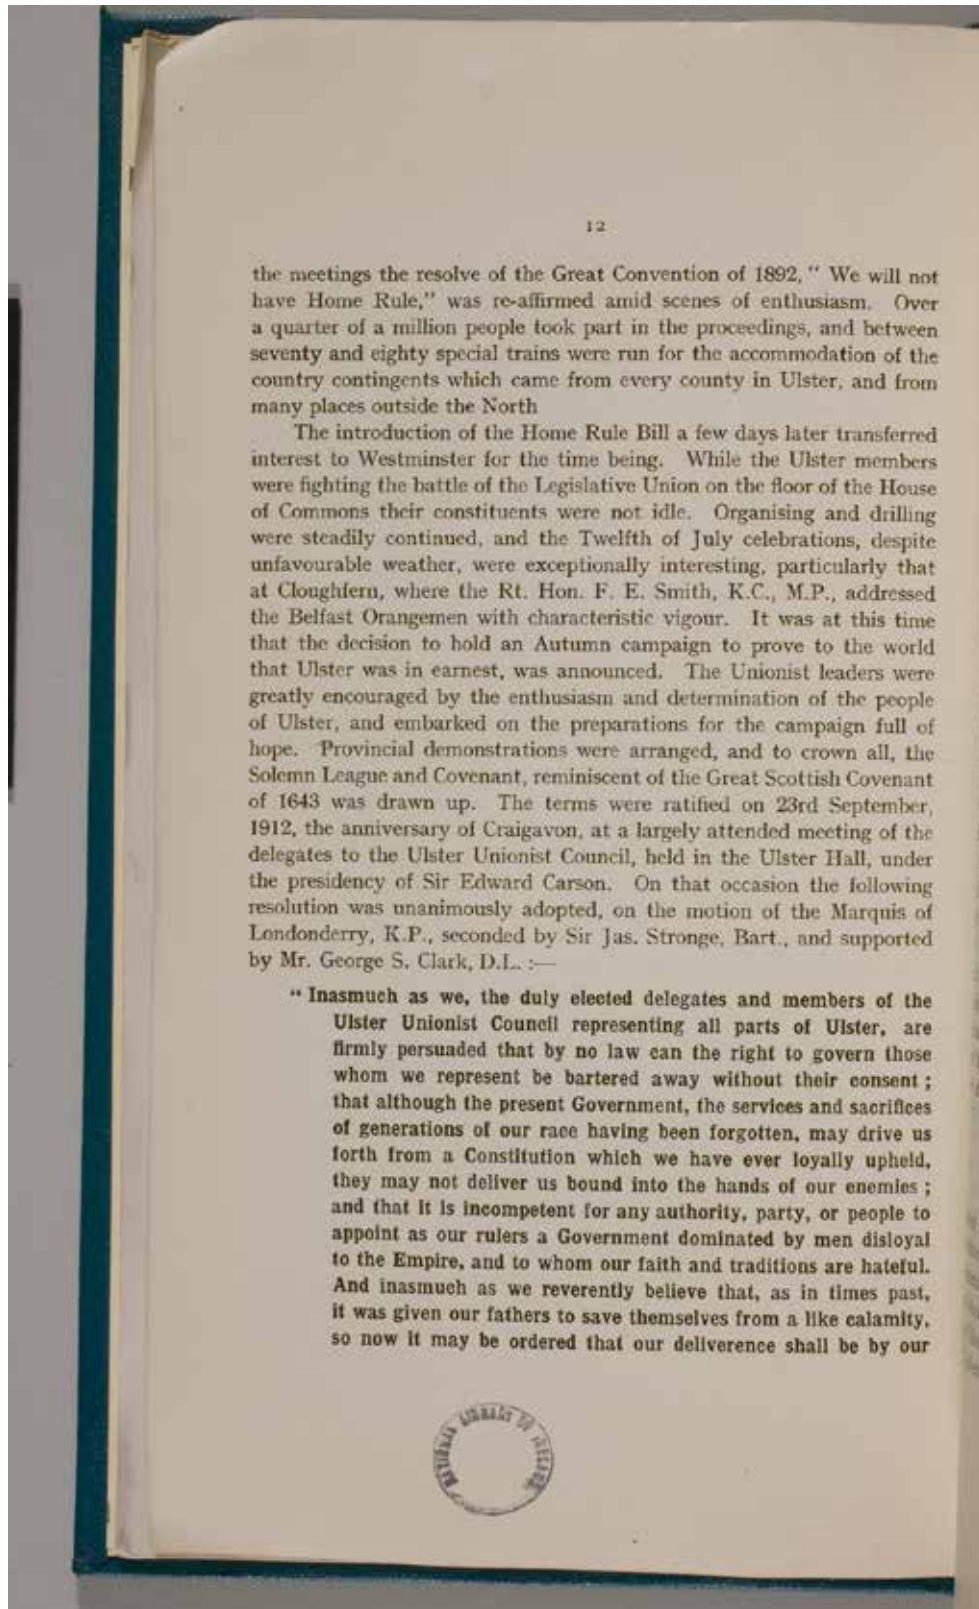 12
the meetings the resolve of the Great Convention of 1892, " We will not
have Home Rule," was re-affirmed amid scenes of enthusiasm. Over
a quarter of a million people took part in the proceedings, and between
seventy and eighty special trains were run for the accommodation of the
country contingents which came from every county in Ulster, and from
many places outside the North
The introduction of the Home Rule Bill a few days later transferred
interest to Westminster for the time being. While the Ulster members
were fighting the battle of the Legislative Union on the floor of the House
of Commons their constituents were not idle. Organising and drilling
were steadily continued, and the Twelfth of July celebrations, despite
unfavourable weather, were exceptionally interesting, particularly that
at Cloughfern, where the Rt. Hon. F. E. Smith, K.C., M.P., addressed
the Belfast Orangemen with characteristic vigour. It was at this time
that the decision to hold an Autumn campaign to prove to the world
that Ulster was in earnest, was announced. The Unionist leaders were
greatly encouraged by the enthusiasm and determination of the people
of Ulster, and embarked on the preparations for the campaign full of
hope. Provincial demonstrations were arranged, and to crown all, the
Solemn League and Covenant, reminiscent of the Great Scottish Covenant
of 1643 was drawn up. The terms were ratified on 23rd September,
1912, the anniversary of Craigavon, at a largely attended meeting of the
delegates to the Ulster Unionist Council, held in the Ulster Hall, under
the presidency of Sir Edward Carson. On that occasion the following
resolution was unanimously adopted, on the motion of the Marquis of
Londonderry, K.P., seconded by Sir Jas. Stronge, Bart., and supported
by Mr. George S. Clark, D.L. :—
" Inasmuch as we, the duly elected delegates and members of the
Ulster Unionist Council representing all parts of Ulster, are
firmly persuaded that by no law can the right to govern those
whom we represent be bartered away without their consent ;
that although the present Government, the services and sacrifices
of generations of our race having been forgotten, may drive us
forth from a Constitution which we have ever loyally upheld,
they may not deliver us bound into the hands of our enemies ;
and that it is incompetent for any authority, party, or people to
appoint as our rulers a Government dominated by men disloyal
to the Empire, and to whom our faith and traditions are hateful.
And inasmuch as we reverently believe that, as in times past,
it was given our fathers to save themselves from a like calamity,
so now it may be ordered that our deliverence shall be by our
NATIONAL LIBRARY OF IRELAND